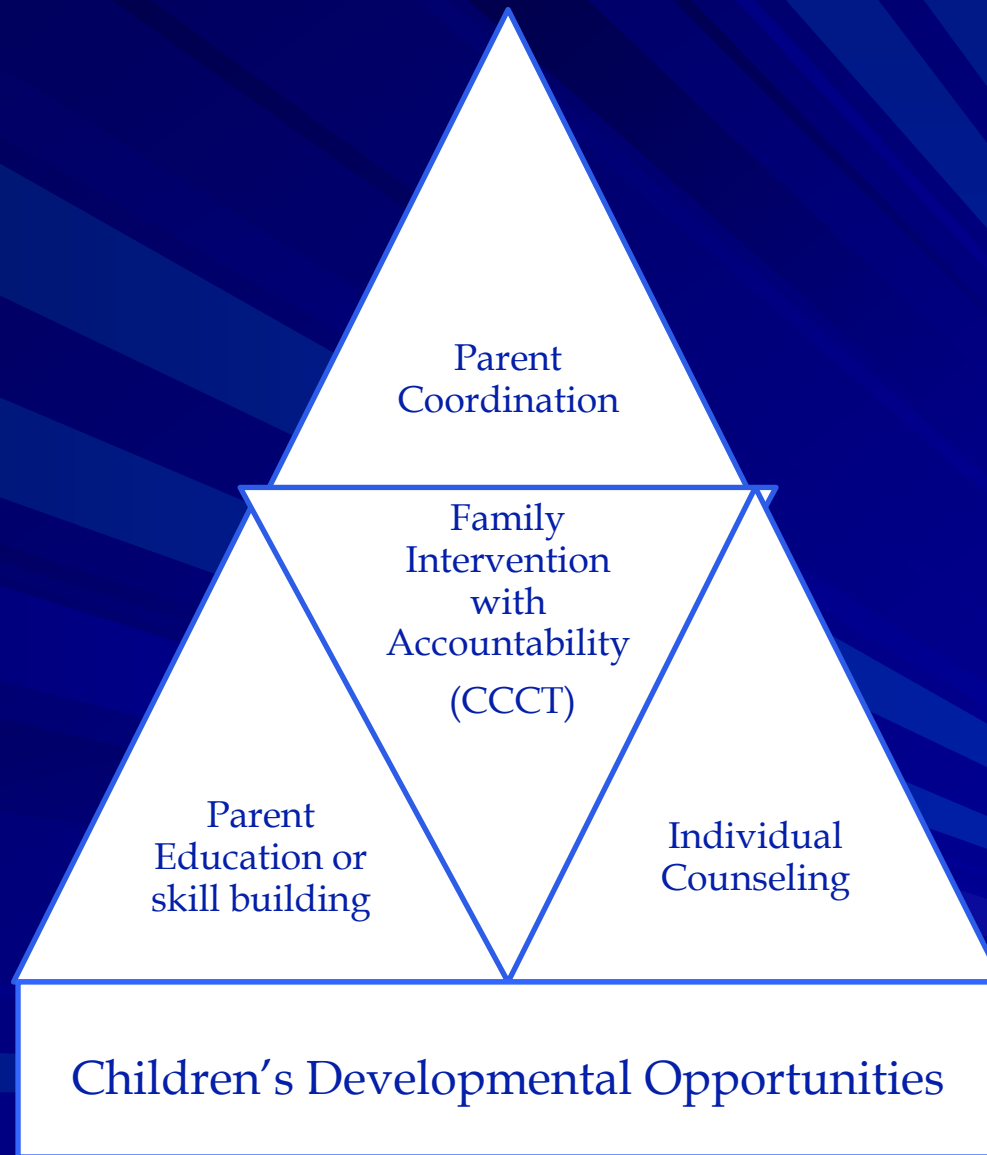 Parent
Coordination
Family
Intervention
with
Accountability
(CCCT)
Parent
Education or
skill building
Individual
Counseling
Children’s Developmental Opportunities